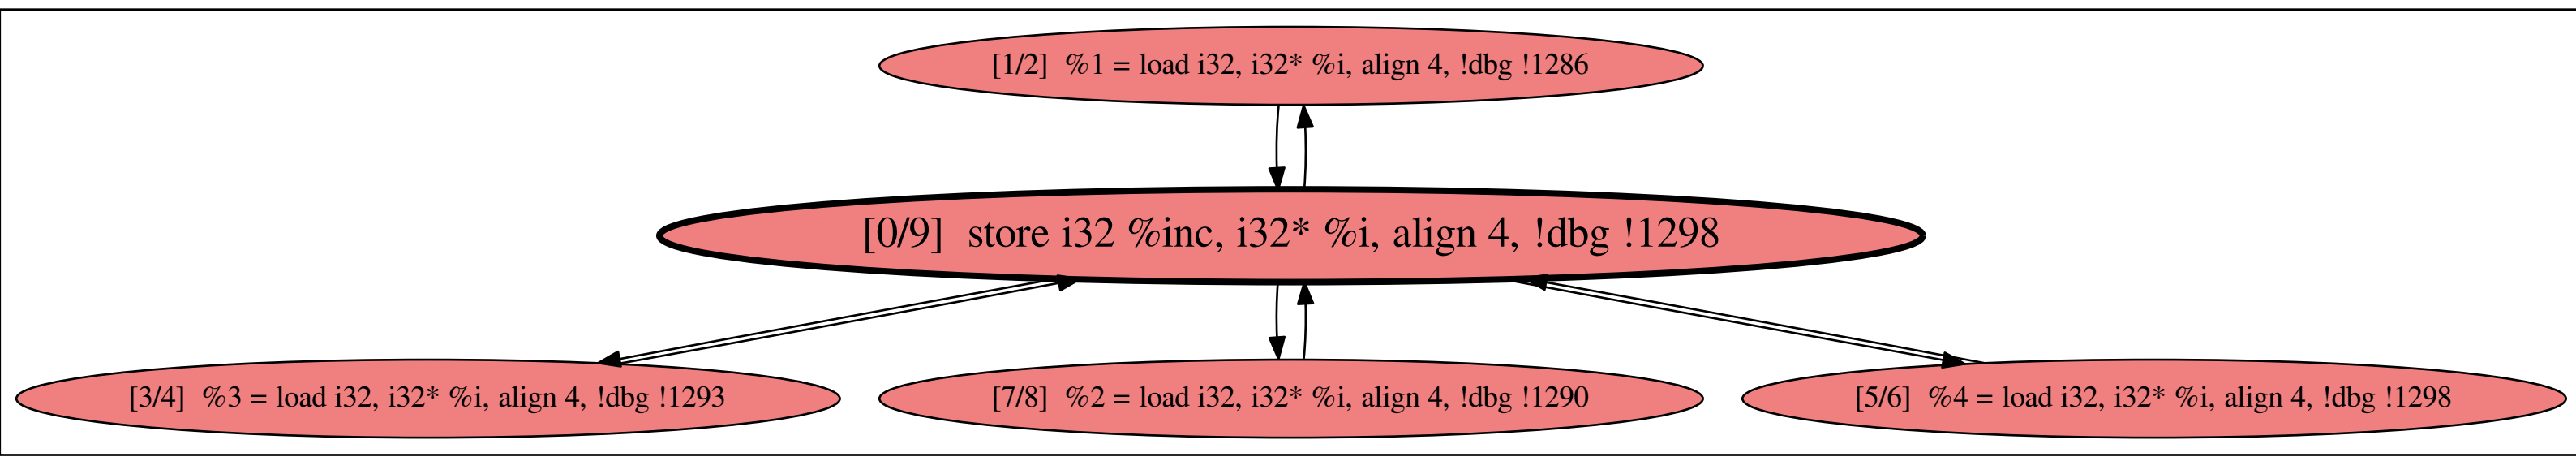 [1/2] %1 = load i32, i32* %i, align 4, !dbg !1286
[0/9] store i32 %inc, i32* %i, align 4, !dbg !1298
[3/4] %3 = load i32, i32* %i, align 4, !dbg !1293
[7/8] %2 = load i32, i32* %i, align 4, !dbg !1290
[5/6] %4 = load i32, i32* %i, align 4, !dbg !1298